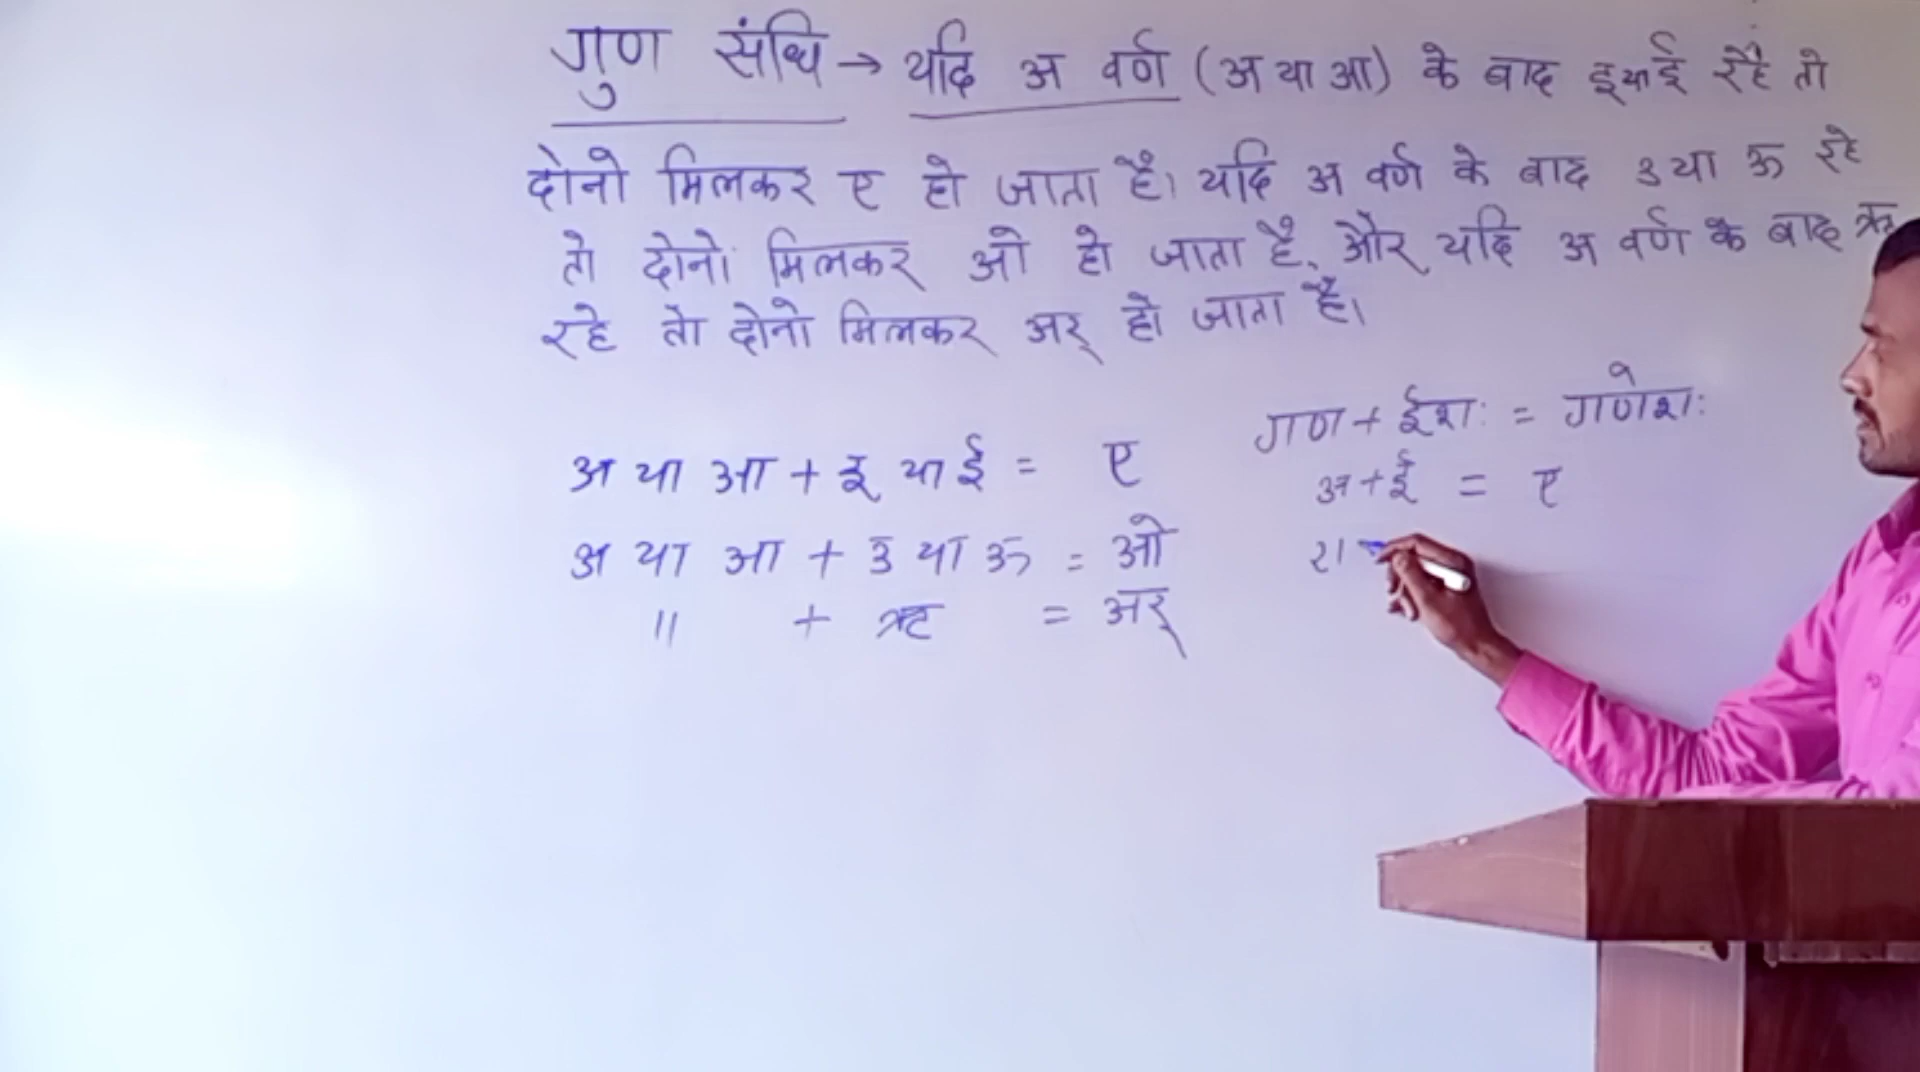 गुण संधि → यदि अ वर्ण (अ या आ) के बाद इ या ई रहे तो
दोनो मिलकर ए हो जाता है। यदि अ वर्ण के बाद उ या ऊ रहे
तो दोनो मिलकर ओ हो जाता है, और यदि अ वर्ण के बाद ऋ
रहे तो दोनो मिलकर अर् हो जाता है।
अ या आ + इ या ई = ए
अ या आ + उ या ऊ = ओ
" + ऋ = अर्
गण + ईशः = गणेशः
अ + ई = ए
रा